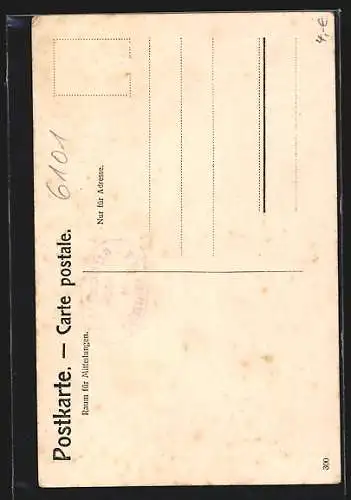 Postkarte. — Carte postale.
Raum für Mitteilungen.
Nur für Adresse.
6101
4,-€
300